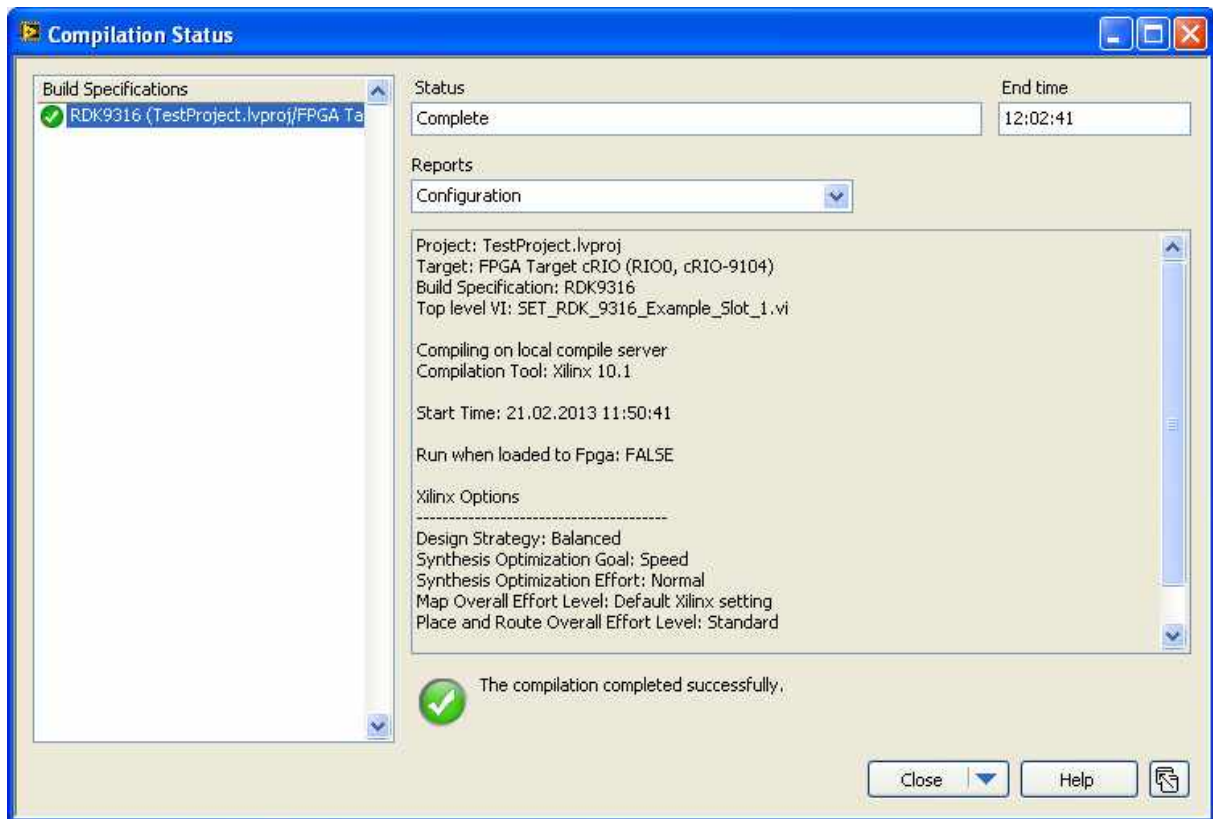 Compilation Status
Build Specifications
RDK9316 (TestProject.lvproj/FPGA Ta
Status
End time
Complete
12:02:41
Reports
Configuration
Project: TestProject.lvproj
Target: FPGA Target cRIO (RIO0, cRIO-9104)
Build Specification: RDK9316
Top level VI: SET_RDK_9316_Example_Slot_1.vi
Compiling on local compile server
Compilation Tool: Xilinx 10.1
Start Time: 21.02.2013 11:50:41
Run when loaded to Fpga: FALSE
Xilinx Options
---------------------------------------
Design Strategy: Balanced
Synthesis Optimization Goal: Speed
Synthesis Optimization Effort: Normal
Map Overall Effort Level: Default Xilinx setting
Place and Route Overall Effort Level: Standard
The compilation completed successfully.
Close
Help